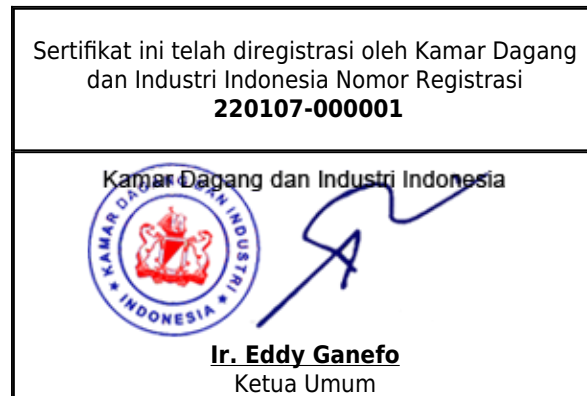 Sertifikat ini telah diregistrasi oleh Kamar Dagang
dan Industri Indonesia Nomor Registrasi
220107-000001
Kamar Dagang dan Industri Indonesia
KAMAR DAGANG DAN INDUSTRI
* INDONESIA *
Ir. Eddy Ganefo
Ketua Umum